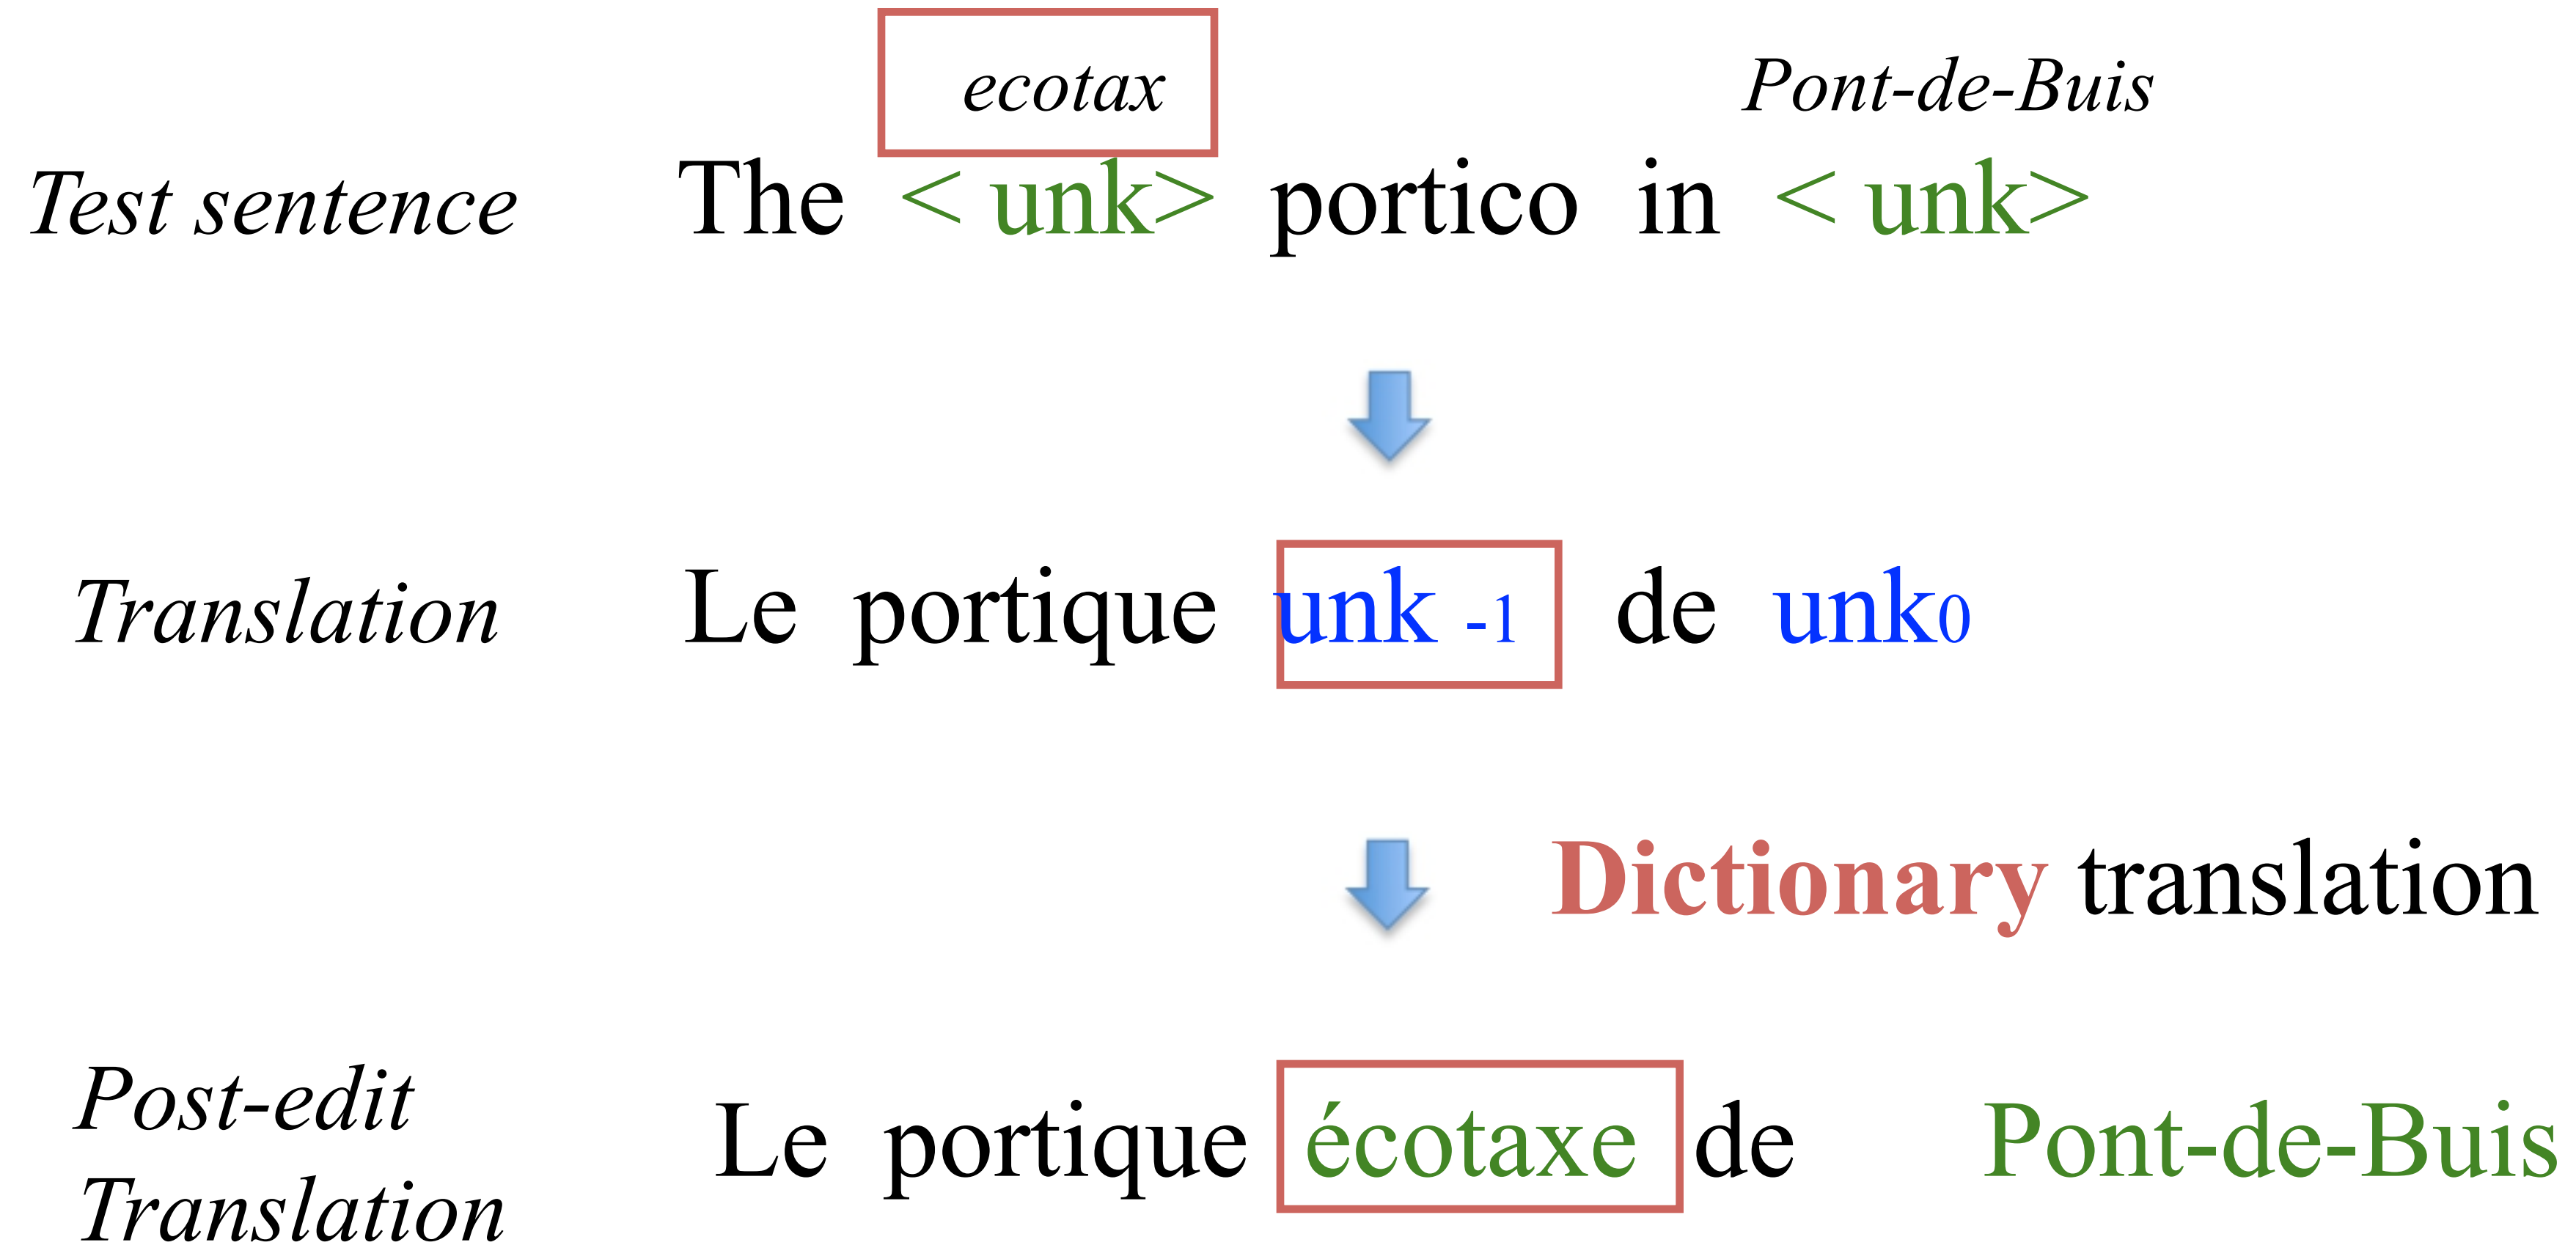 ecotax Pont-de-Buis
Test sentence The < unk> portico in < unk>
Translation Le portique unk -1 de unk0
Dictionary translation
Post-edit
Translation
Le portique écotaxe de Pont-de-Buis